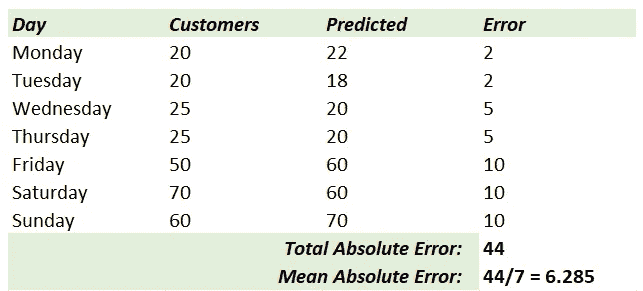 Day Customers Predicted Error
Monday 20 22 2
Tuesday 20 18 2
Wednesday 25 20 5
Thursday 25 20 5
Friday 50 60 10
Saturday 70 60 10
Sunday 60 70 10
Total Absolute Error: 44
Mean Absolute Error: 44/7 = 6.285